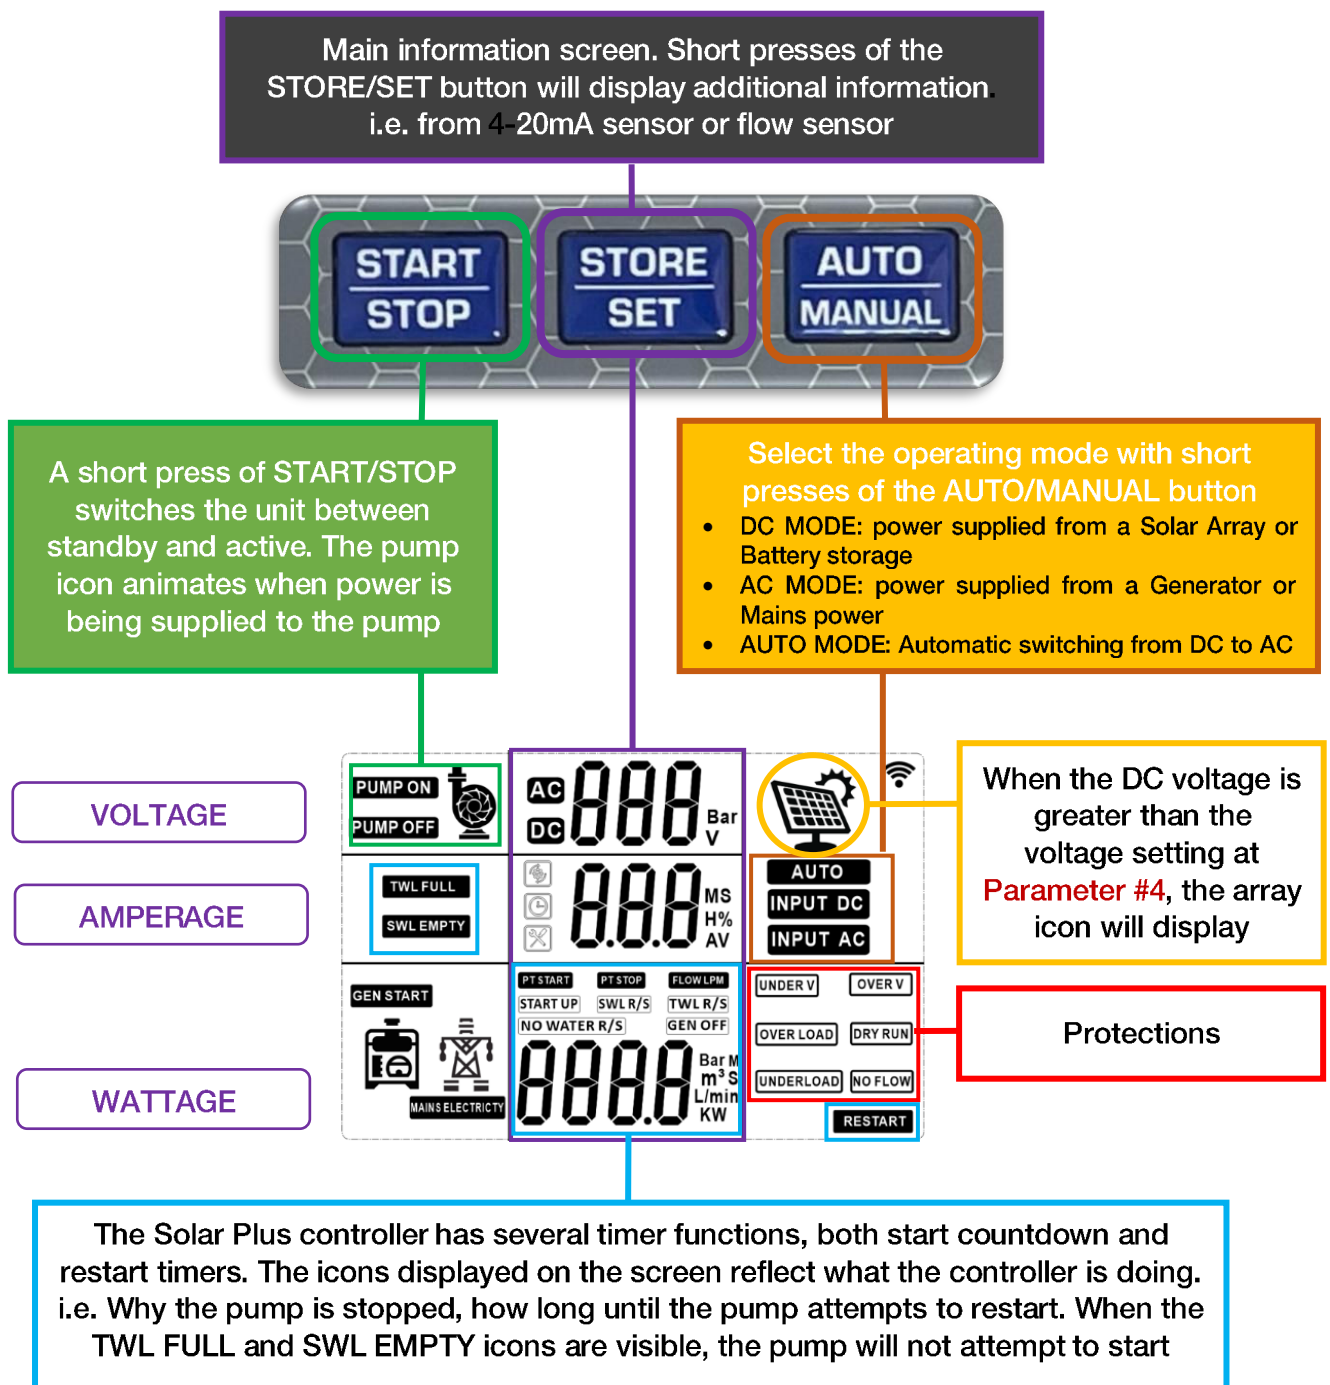 Main information screen. Short presses of the
STORE/SET button will display additional information.
i.e. from 4-20mA sensor or flow sensor
START
STOP
STORE
SET
AUTO
MANUAL
A short press of START/STOP
switches the unit between
standby and active. The pump
icon animates when power is
being supplied to the pump
Select the operating mode with short
presses of the AUTO/MANUAL button
• DC MODE: power supplied from a Solar Array or
Battery storage
• AC MODE: power supplied from a Generator or
Mains power
• AUTO MODE: Automatic switching from DC to AC
VOLTAGE
AMPERAGE
WATTAGE
PUMP ON
PUMP OFF
AC
DC
888
Bar
V
TWL FULL
SWL EMPTY
8.8.8
MS
H%
AV
AUTO
INPUT DC
INPUT AC
GEN START
MAINS ELECTRICTY
PT START PT STOP FLOW LPM
START UP SWL R/S TWL R/S
NO WATER R/S GEN OFF
888.8
Bar M
m³ S
L/min
KW
UNDER V OVER V
OVER LOAD DRY RUN
UNDERLOAD NO FLOW
RESTART
When the DC voltage is
greater than the
voltage setting at
Parameter #4, the array
icon will display
Protections
The Solar Plus controller has several timer functions, both start countdown and
restart timers. The icons displayed on the screen reflect what the controller is doing.
i.e. Why the pump is stopped, how long until the pump attempts to restart. When the
TWL FULL and SWL EMPTY icons are visible, the pump will not attempt to start